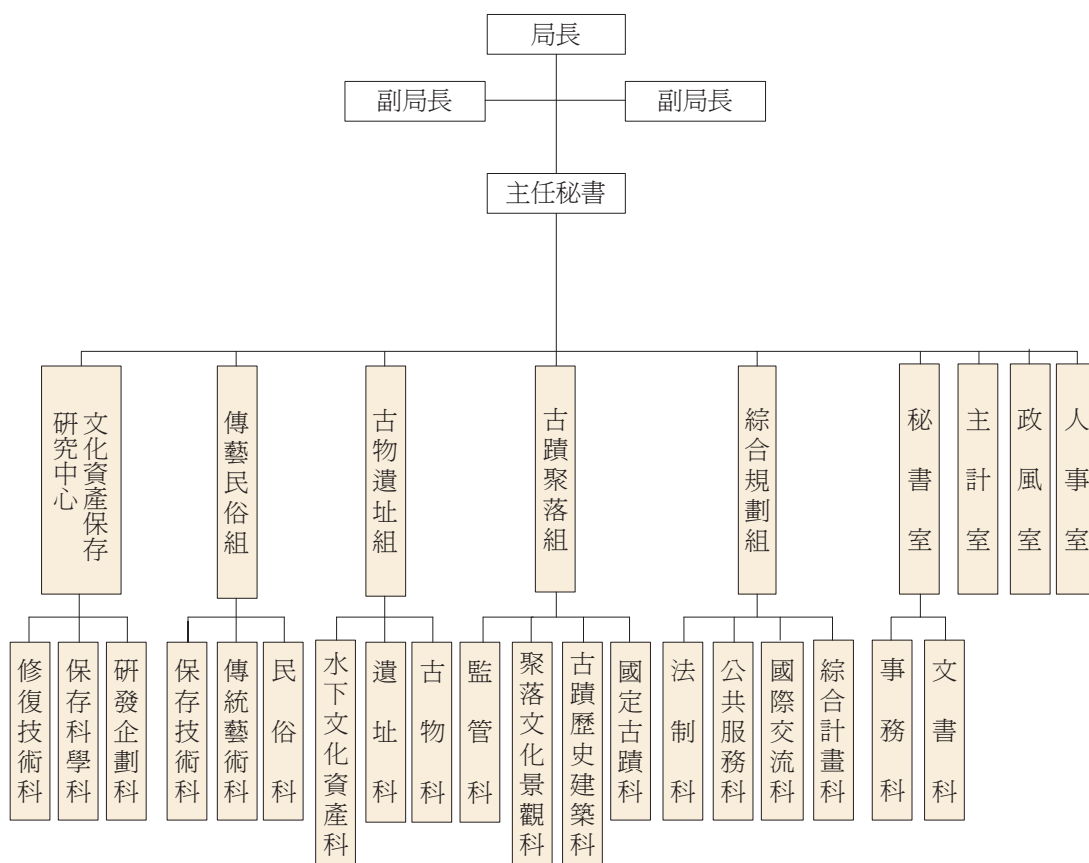 局長
副局長
副局長
主任秘書
文化資產保存
研究中心
傳藝民俗組
古物遺址組
古蹟聚落組
綜合規劃組
秘書室
主計室
政風室
人事室
修復技術科
保存科學科
研發企劃科
保存技術科
傳統藝術科
民俗科
水下文化資產科
遺址科
古物科
監管科
聚落文化景觀科
古蹟歷史建築科
國定古蹟科
法制科
公共服務科
國際交流科
綜合計畫科
事務科
文書科